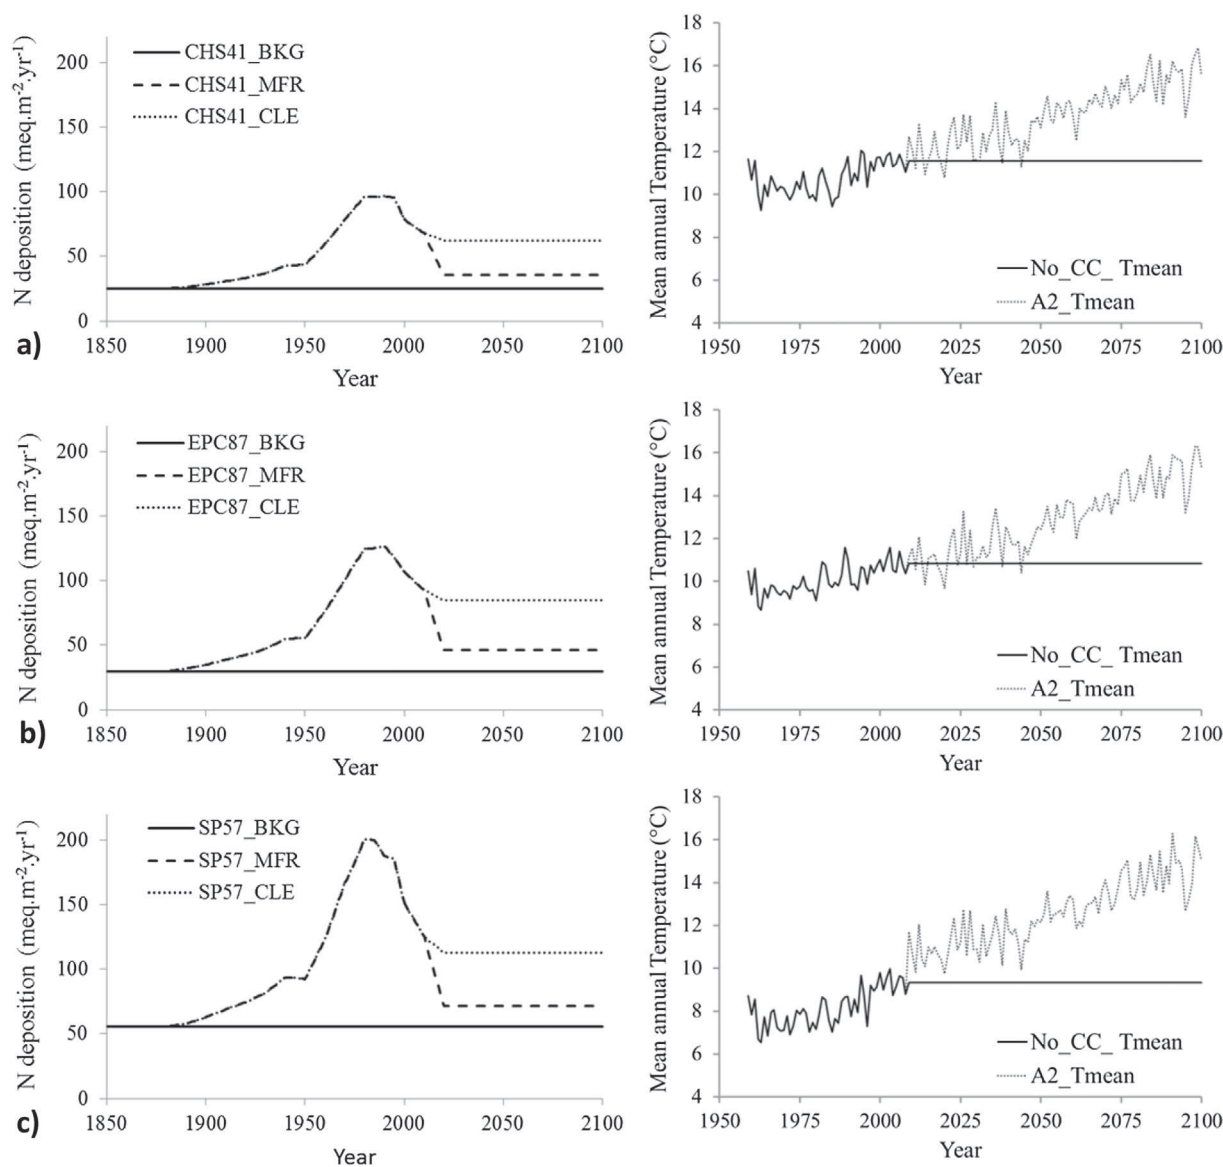 N deposition (meq.m⁻².yr⁻¹)
200
150
100
50
0
CHS41_BKG
CHS41_MFR
CHS41_CLE
1850 1900 1950 2000 2050 2100
Year
a)
Mean annual Temperature (°C)
18
16
14
12
10
8
6
4
No_CC_ Tmean
A2_Tmean
1950 1975 2000 2025 2050 2075 2100
Year
N deposition (meq.m⁻².yr⁻¹)
200
150
100
50
0
EPC87_BKG
EPC87_MFR
EPC87_CLE
1850 1900 1950 2000 2050 2100
Year
b)
Mean annual Temperature (°C)
18
16
14
12
10
8
6
4
No_CC_ Tmean
A2_Tmean
1950 1975 2000 2025 2050 2075 2100
Year
N deposition (meq.m⁻².yr⁻¹)
200
150
100
50
0
SP57_BKG
SP57_MFR
SP57_CLE
1850 1900 1950 2000 2050 2100
Year
c)
Mean annual Temperature (°C)
18
16
14
12
10
8
6
4
No_CC_ Tmean
A2_Tmean
1950 1975 2000 2025 2050 2075 2100
Year